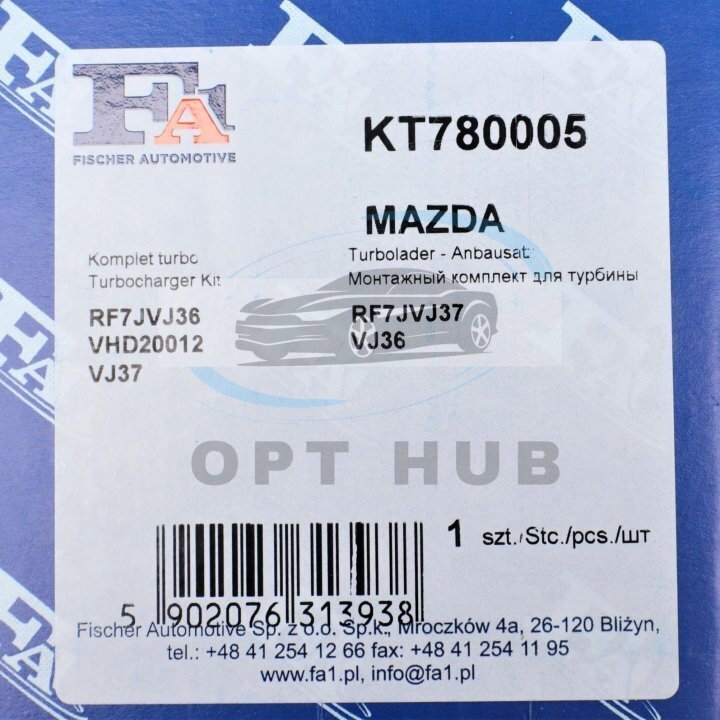 FA1
FISCHER AUTOMOTIVE
KT780005
MAZDA
Komplet turbo
Turbocharger Kit
Turbolader - Anbausatz
Монтажный комплект для турбины
RF7JVJ36
VHD20012
VJ37
RF7JVJ37
VJ36
OPT HUB
1 szt./Stc./pcs./шт
5 902076 313938
Fischer Automotive Sp. z o.o. Sp.k., Mroczków 4a, 26-120 Bliżyn,
tel.: +48 41 254 12 66 fax: +48 41 254 11 95
www.fa1.pl, info@fa1.pl